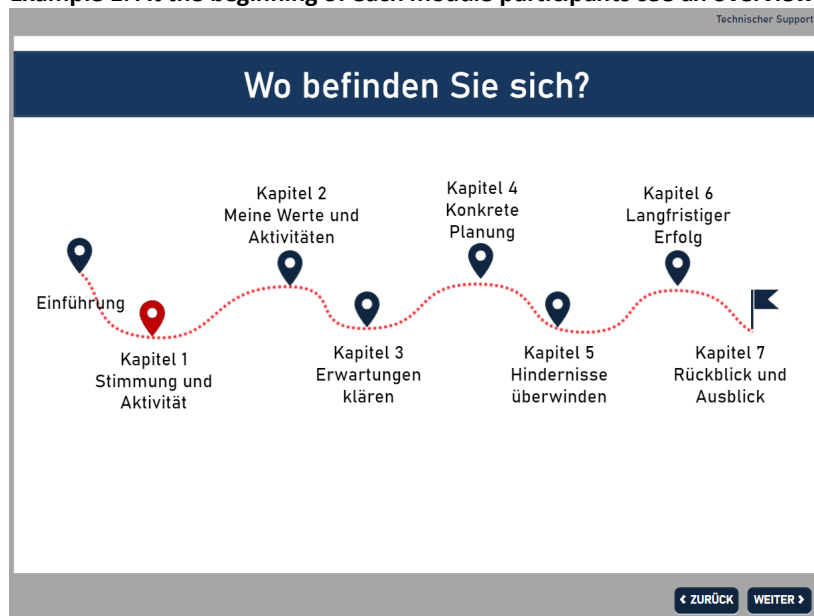 Example 1: At the beginning of each module participants see an overview
Technischer Support
Wo befinden Sie sich?
Einführung
Kapitel 1
Stimmung und
Aktivität
Kapitel 2
Meine Werte und
Aktivitäten
Kapitel 3
Erwartungen
klären
Kapitel 4
Konkrete
Planung
Kapitel 5
Hindernisse
überwinden
Kapitel 6
Langfristiger
Erfolg
Kapitel 7
Rückblick und
Ausblick
‹ ZURÜCK WEITER ›